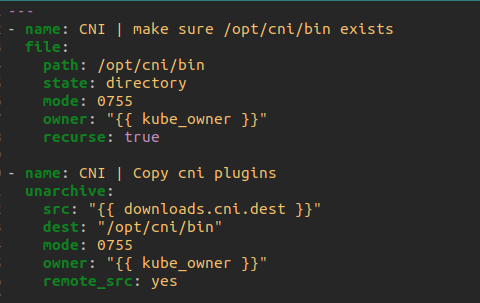 ---
- name: CNI | make sure /opt/cni/bin exists
  file:
    path: /opt/cni/bin
    state: directory
    mode: 0755
    owner: "{{ kube_owner }}"
    recurse: true

- name: CNI | Copy cni plugins
  unarchive:
    src: "{{ downloads.cni.dest }}"
    dest: "/opt/cni/bin"
    mode: 0755
    owner: "{{ kube_owner }}"
    remote_src: yes